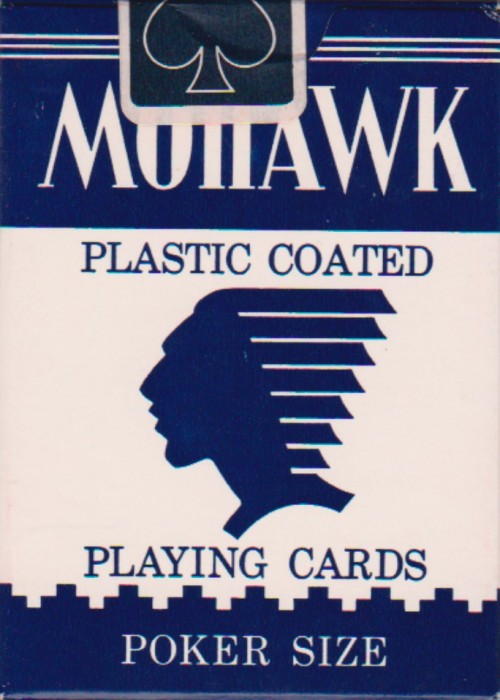 MOHAWK
PLASTIC COATED
PLAYING CARDS
POKER SIZE